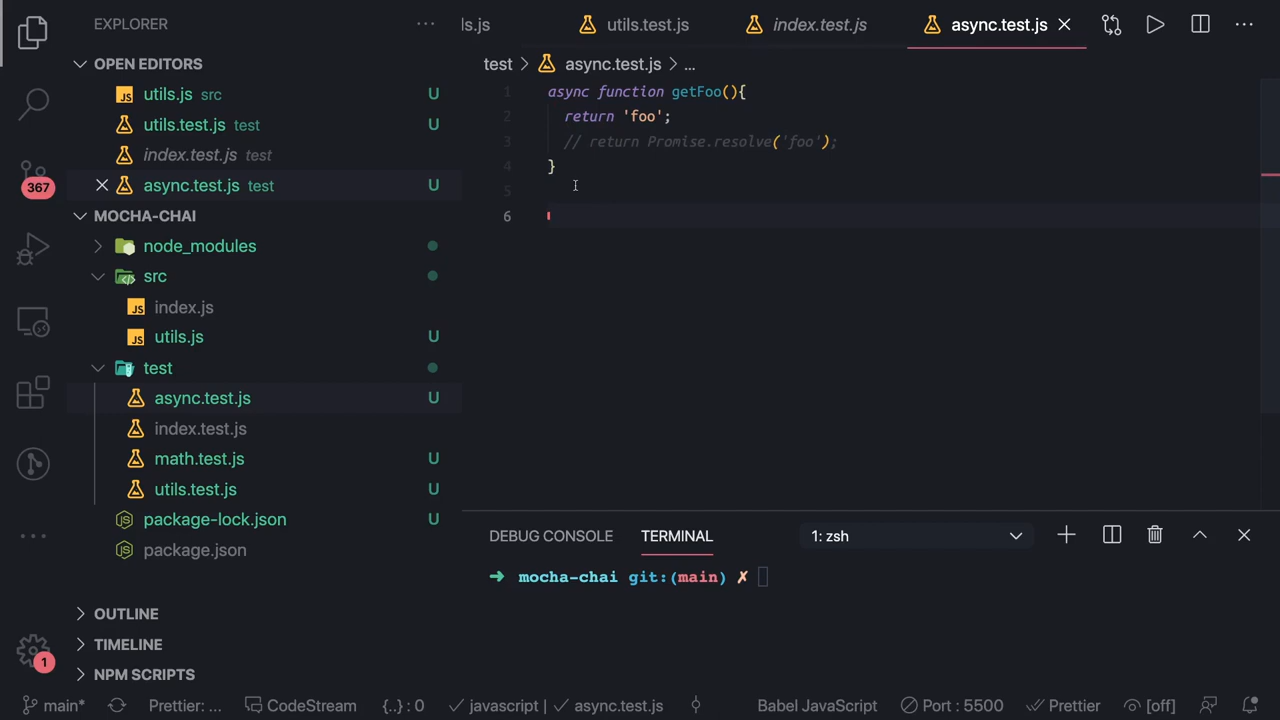 EXPLORER ...
OPEN EDITORS
JS utils.js src U
utils.test.js test U
index.test.js test
async.test.js test U
MOCHA-CHAI
node_modules
src
JS index.js
JS utils.js U
test
async.test.js U
index.test.js
math.test.js U
utils.test.js U
JS package-lock.json U
JS package.json
OUTLINE
TIMELINE
NPM SCRIPTS
367
1
ls.js utils.test.js index.test.js async.test.js ...
test > async.test.js > ...
1 async function getFoo(){
2 return 'foo';
3 // return Promise.resolve('foo');
4 }
5
6
DEBUG CONSOLE TERMINAL 1: zsh
➜ mocha-chai git:(main) ✗
main* Prettier: ... CodeStream {..} : 0 ✓ javascript | ✓ async.test.js Babel JavaScript Port : 5500 Prettier [off]